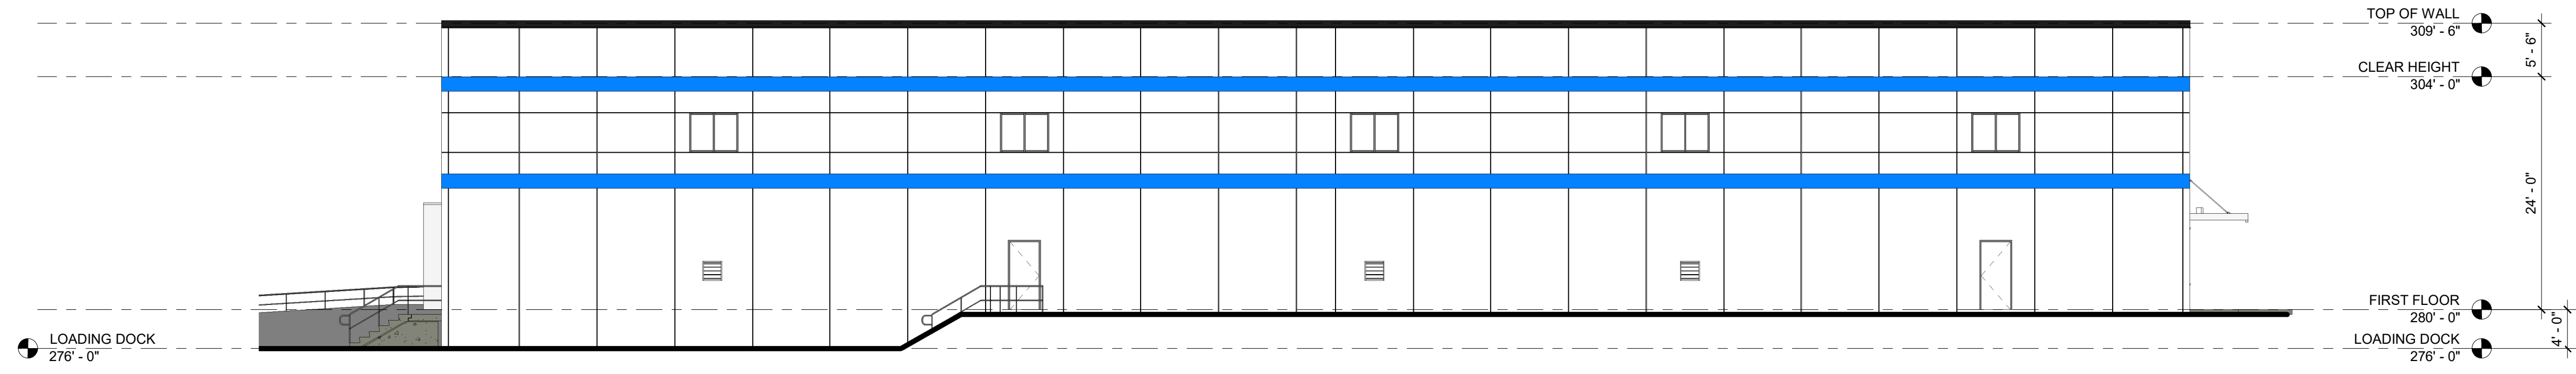 TOP OF WALL
309' - 6"
5' - 6"
CLEAR HEIGHT
304' - 0"
24' - 0"
FIRST FLOOR
280' - 0"
4' - 0"
LOADING DOCK
276' - 0"
LOADING DOCK
276' - 0"